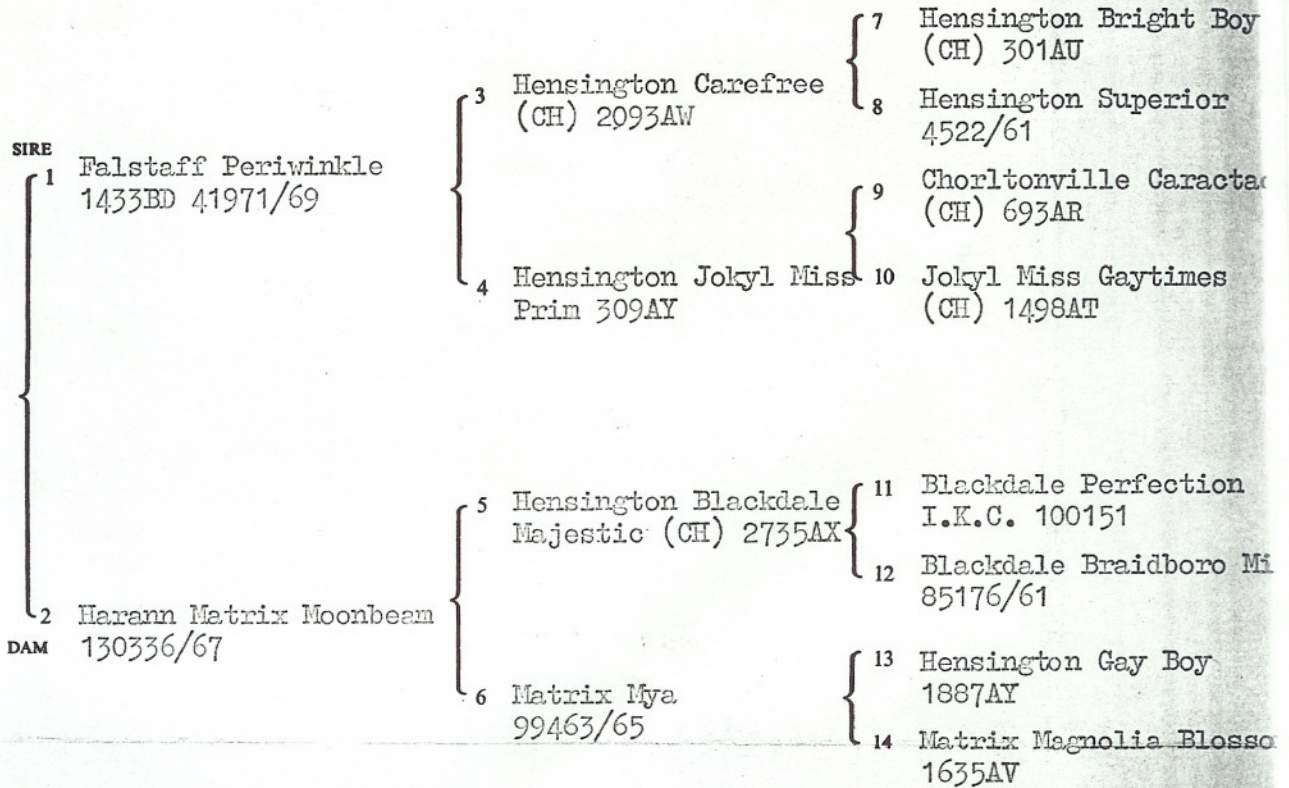 SIRE
1 Falstaff Periwinkle
1433BD 41971/69
2 Harann Matrix Moonbeam
DAM 130336/67
3 Hensington Carefree
(CH) 2093AW
4 Hensington Jokyl Miss
Prim 309AY
5 Hensington Blackdale
Majestic (CH) 2735AX
6 Matrix Mya
99463/65
7 Hensington Bright Boy
(CH) 301AU
8 Hensington Superior
4522/61
9 Chorltonville Caractac
(CH) 693AR
10 Jokyl Miss Gaytimes
(CH) 1498AT
11 Blackdale Perfection
I.K.C. 100151
12 Blackdale Braidboro Mi
85176/61
13 Hensington Gay Boy
1887AY
14 Matrix Magnolia Blosso
1635AV